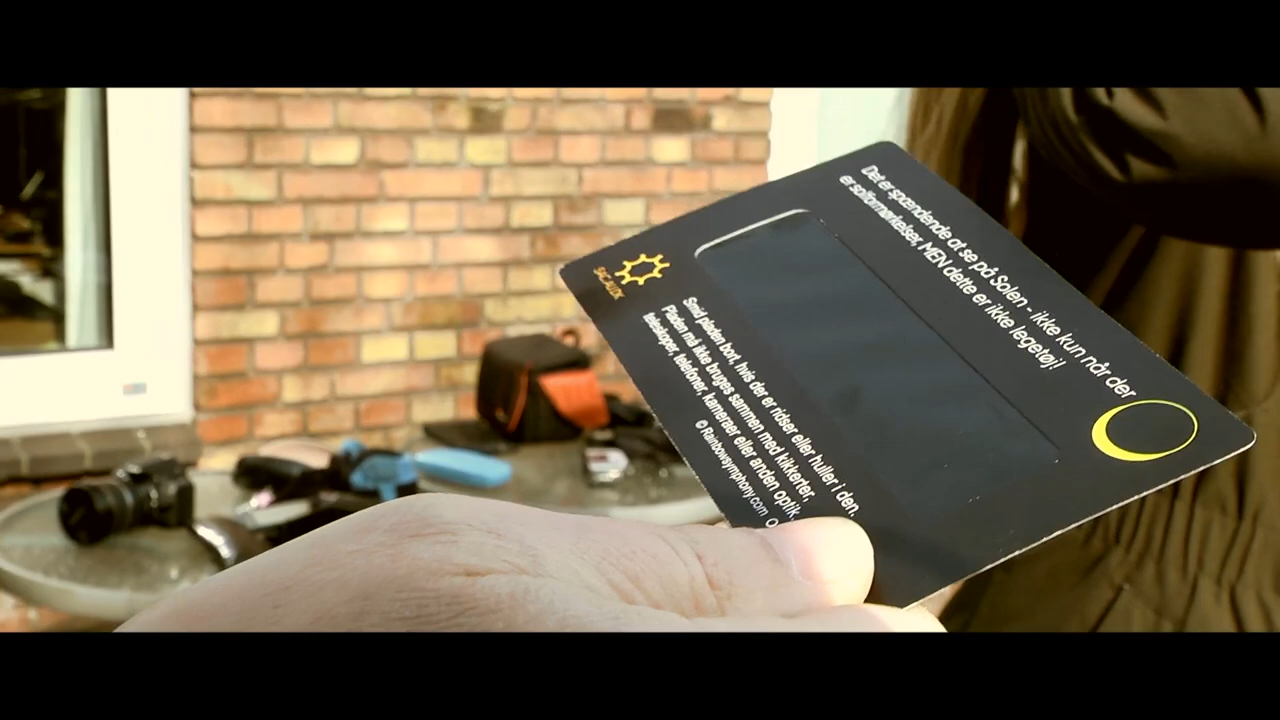 Det er spændende at se på Solen - ikke kun når der
er solformørkelser, MEN dette er ikke legetøj!
Smid pladen bort, hvis der er ridser eller huller i den.
Pladen må ikke bruges sammen med kikkerter,
teleskoper, telefoner, kameraer eller anden optik.
© Rainbowsymphony.com